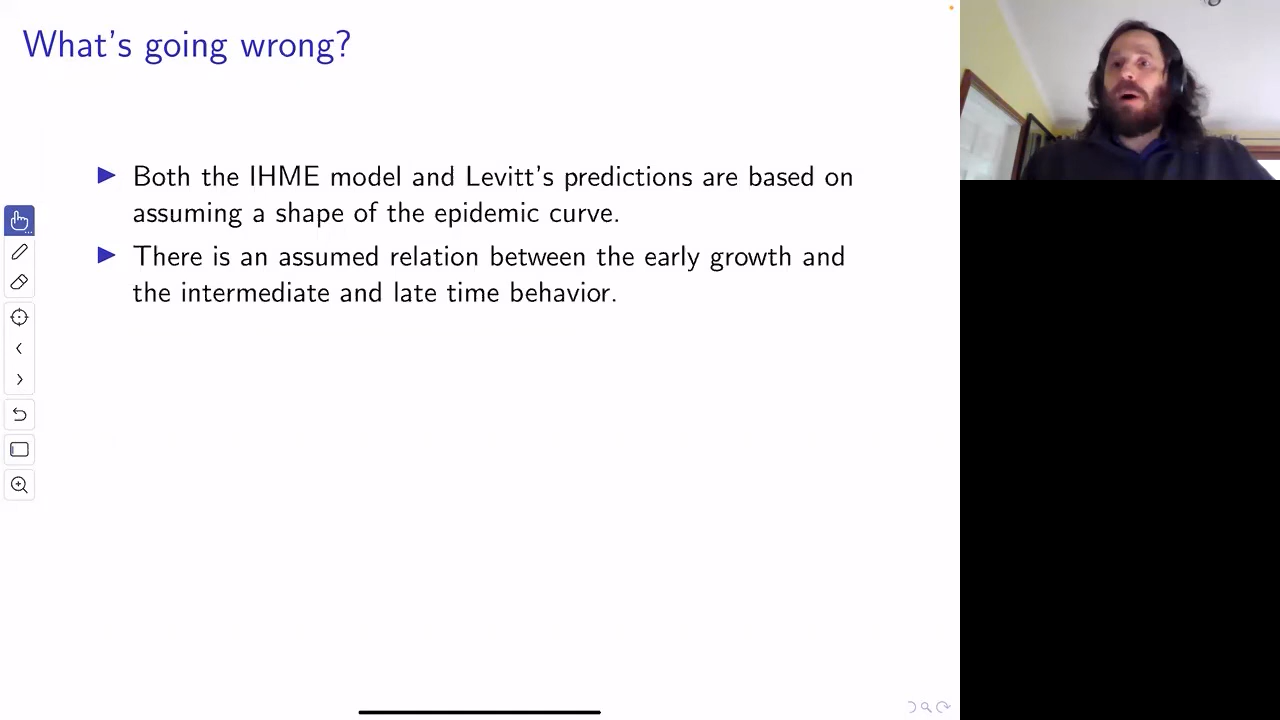 What's going wrong?
Both the IHME model and Levitt's predictions are based on
assuming a shape of the epidemic curve.
There is an assumed relation between the early growth and
the intermediate and late time behavior.